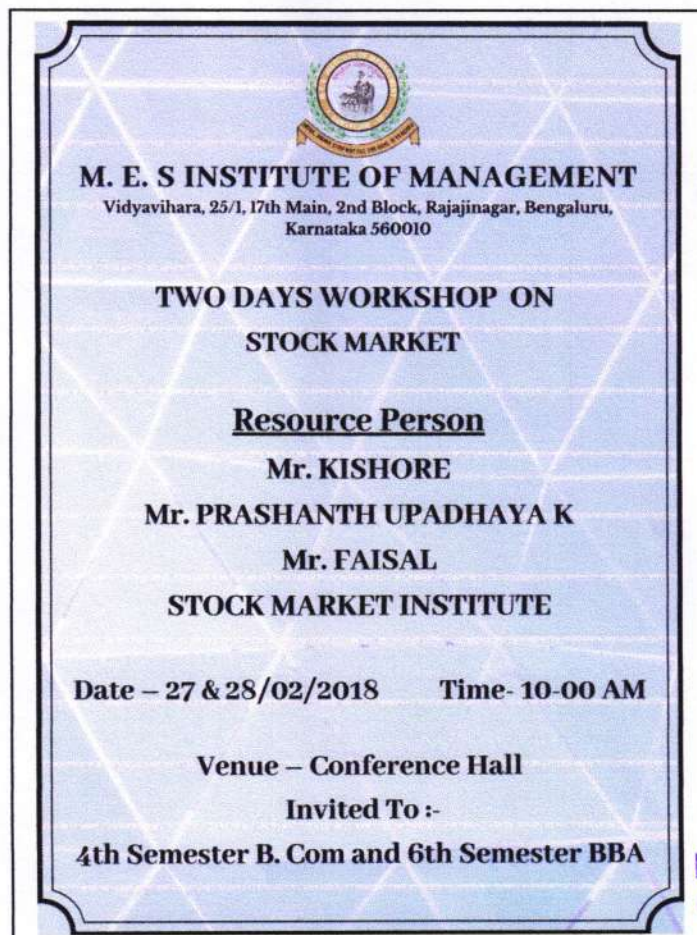 M. E. S INSTITUTE OF MANAGEMENT
Vidyavihara, 25/1, 17th Main, 2nd Block, Rajajinagar, Bengaluru,
Karnataka 560010
TWO DAYS WORKSHOP ON
STOCK MARKET
Resource Person
Mr. KISHORE
Mr. PRASHANTH UPADHAYA K
Mr. FAISAL
STOCK MARKET INSTITUTE
Date – 27 & 28/02/2018 Time- 10-00 AM
Venue – Conference Hall
Invited To :-
4th Semester B. Com and 6th Semester BBA